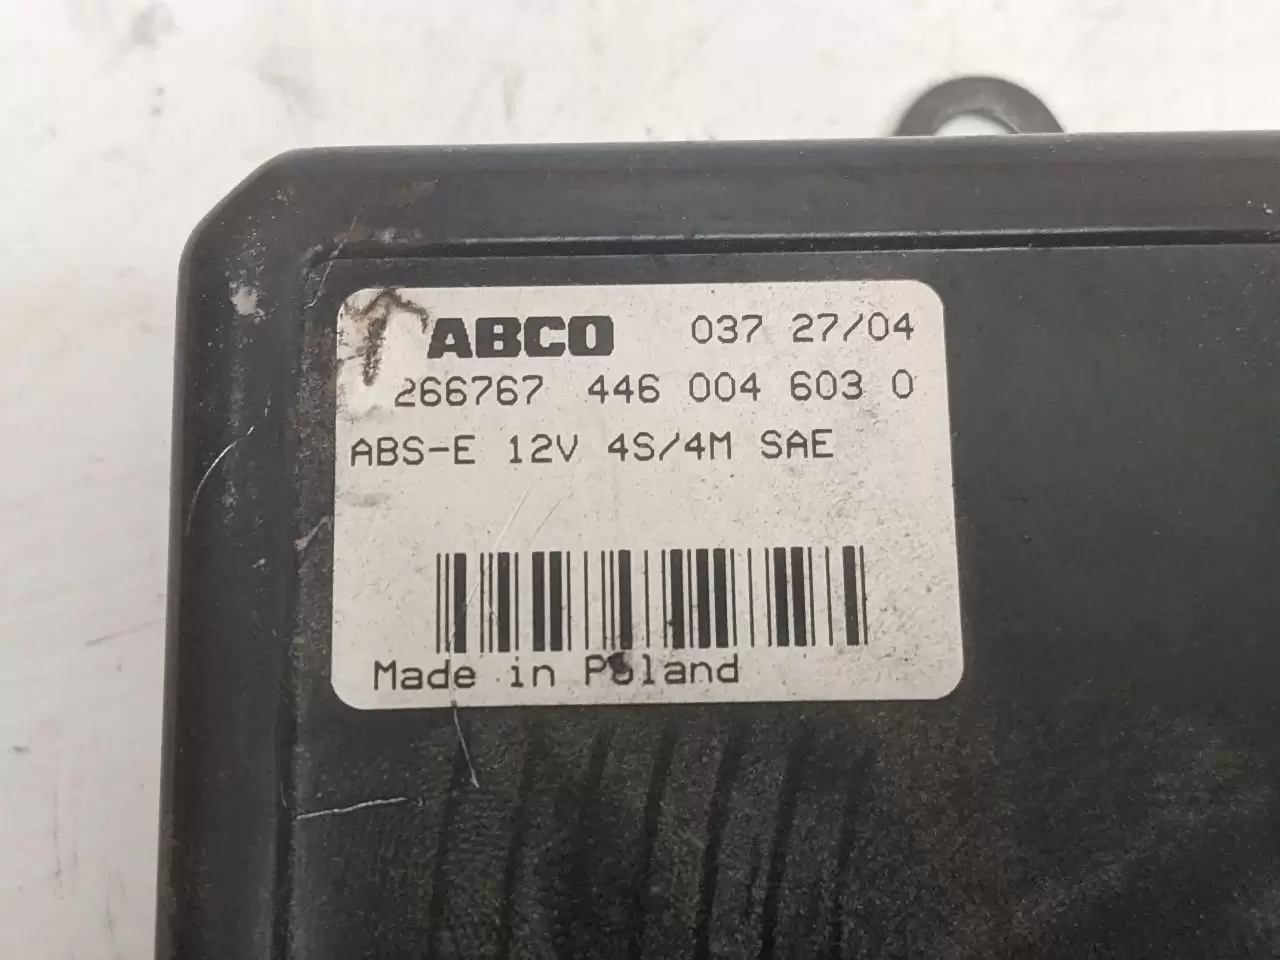 ABCO 037 27/04
266767 446 004 603 0
ABS-E 12V 4S/4M SAE
Made in Poland